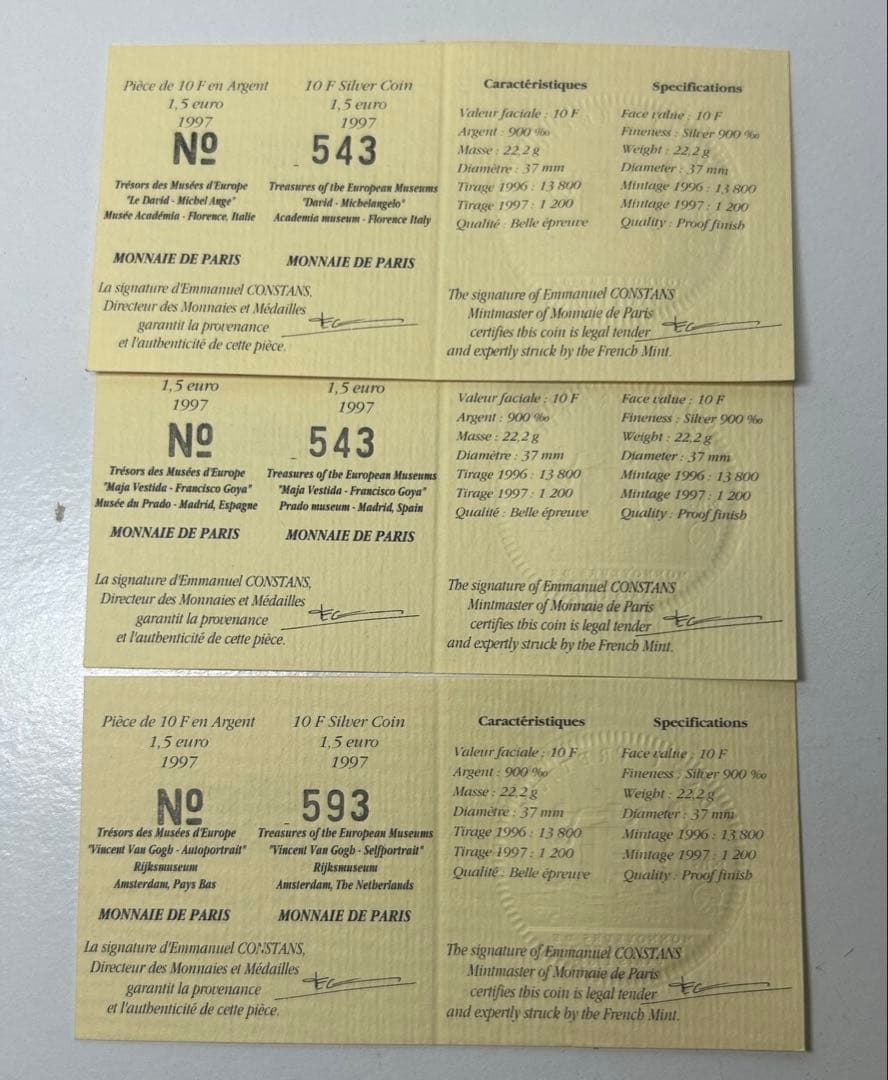 Pièce de 10 F en Argent
1,5 euro
1997
Nº
Trésors des Musées d'Europe
"Le David - Michel Ange"
Musée Académia - Florence, Italie
MONNAIE DE PARIS
10 F Silver Coin
1,5 euro
1997
543
Treasures of the European Museums
"David - Michelangelo"
Academia museum - Florence Italy
MONNAIE DE PARIS
La signature d'Emmanuel CONSTANS,
Directeur des Monnaies et Médailles
garantit la provenance
et l'authenticité de cette pièce.
Caractéristiques
Valeur faciale : 10 F
Argent : 900 ‰
Masse : 22,2 g
Diamètre : 37 mm
Tirage 1996 : 13 800
Tirage 1997 : 1 200
Qualité : Belle épreuve
Specifications
Face value : 10 F
Fineness : Silver 900 ‰
Weight : 22,2 g
Diameter : 37 mm
Mintage 1996 : 13 800
Mintage 1997 : 1 200
Quality : Proof finish
The signature of Emmanuel CONSTANS
Mintmaster of Monnaie de Paris
certifies this coin is legal tender
and expertly struck by the French Mint.
1,5 euro
1997
Nº
Trésors des Musées d'Europe
"Maja Vestida - Francisco Goya"
Musée du Prado - Madrid, Espagne
MONNAIE DE PARIS
1,5 euro
1997
543
Treasures of the European Museums
"Maja Vestida - Francisco Goya"
Prado museum - Madrid, Spain
MONNAIE DE PARIS
La signature d'Emmanuel CONSTANS,
Directeur des Monnaies et Médailles
garantit la provenance
et l'authenticité de cette pièce.
Valeur faciale : 10 F
Argent : 900 ‰
Masse : 22,2 g
Diamètre : 37 mm
Tirage 1996 : 13 800
Tirage 1997 : 1 200
Qualité : Belle épreuve
Face value : 10 F
Fineness : Silver 900 ‰
Weight : 22,2 g
Diameter : 37 mm
Mintage 1996 : 13 800
Mintage 1997 : 1 200
Quality : Proof finish
The signature of Emmanuel CONSTANS
Mintmaster of Monnaie de Paris
certifies this coin is legal tender
and expertly struck by the French Mint.
Pièce de 10 F en Argent
1,5 euro
1997
Nº
Trésors des Musées d'Europe
"Vincent Van Gogh - Autoportrait"
Rijksmuseum
Amsterdam, Pays Bas
MONNAIE DE PARIS
10 F Silver Coin
1,5 euro
1997
593
Treasures of the European Museums
"Vincent Van Gogh - Selfportrait"
Rijksmuseum
Amsterdam, The Netherlands
MONNAIE DE PARIS
La signature d'Emmanuel CONSTANS,
Directeur des Monnaies et Médailles
garantit la provenance
et l'authenticité de cette pièce.
Caractéristiques
Valeur faciale : 10 F
Argent : 900 ‰
Masse : 22,2 g
Diamètre : 37 mm
Tirage 1996 : 13 800
Tirage 1997 : 1 200
Qualité : Belle épreuve
Specifications
Face value : 10 F
Fineness : Silver 900 ‰
Weight : 22,2 g
Diameter : 37 mm
Mintage 1996 : 13 800
Mintage 1997 : 1 200
Quality : Proof finish
The signature of Emmanuel CONSTANS
Mintmaster of Monnaie de Paris
certifies this coin is legal tender
and expertly struck by the French Mint.